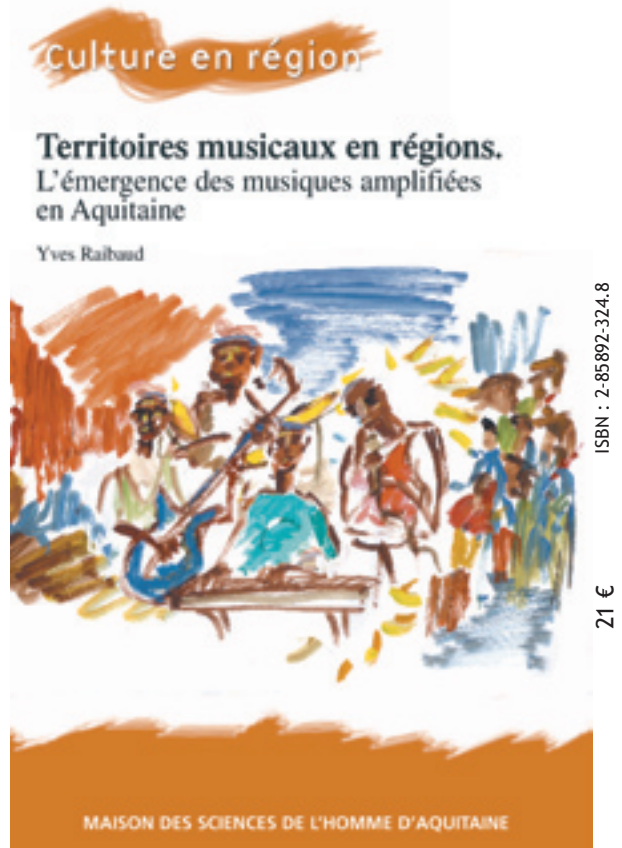 Culture en région
Territoires musicaux en régions.
L'émergence des musiques amplifiées
en Aquitaine
Yves Raibaud
ISBN : 2-85892-324.8
21 €
MAISON DES SCIENCES DE L'HOMME D'AQUITAINE